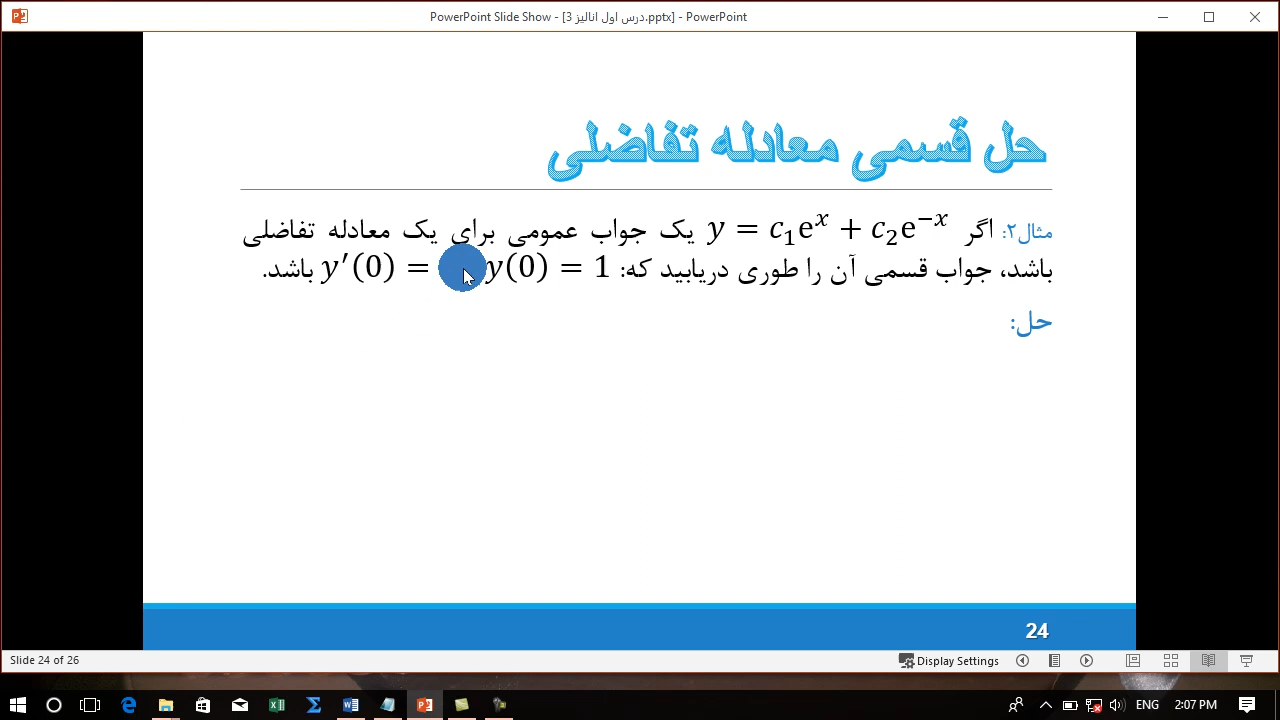 PowerPoint Slide Show - [درس اول انالیز 3.pptx] - PowerPoint
حل قسمی معادله تفاضلی
مثال۲: اگر y = c₁eˣ + c₂e⁻ˣ یک جواب عمومی برای یک معادله تفاضلی
باشد، جواب قسمی آن را طوری دریابید که: y(0) = 1 y′(0) = باشد.
حل:
24
Slide 24 of 26
Display Settings
ENG
2:07 PM